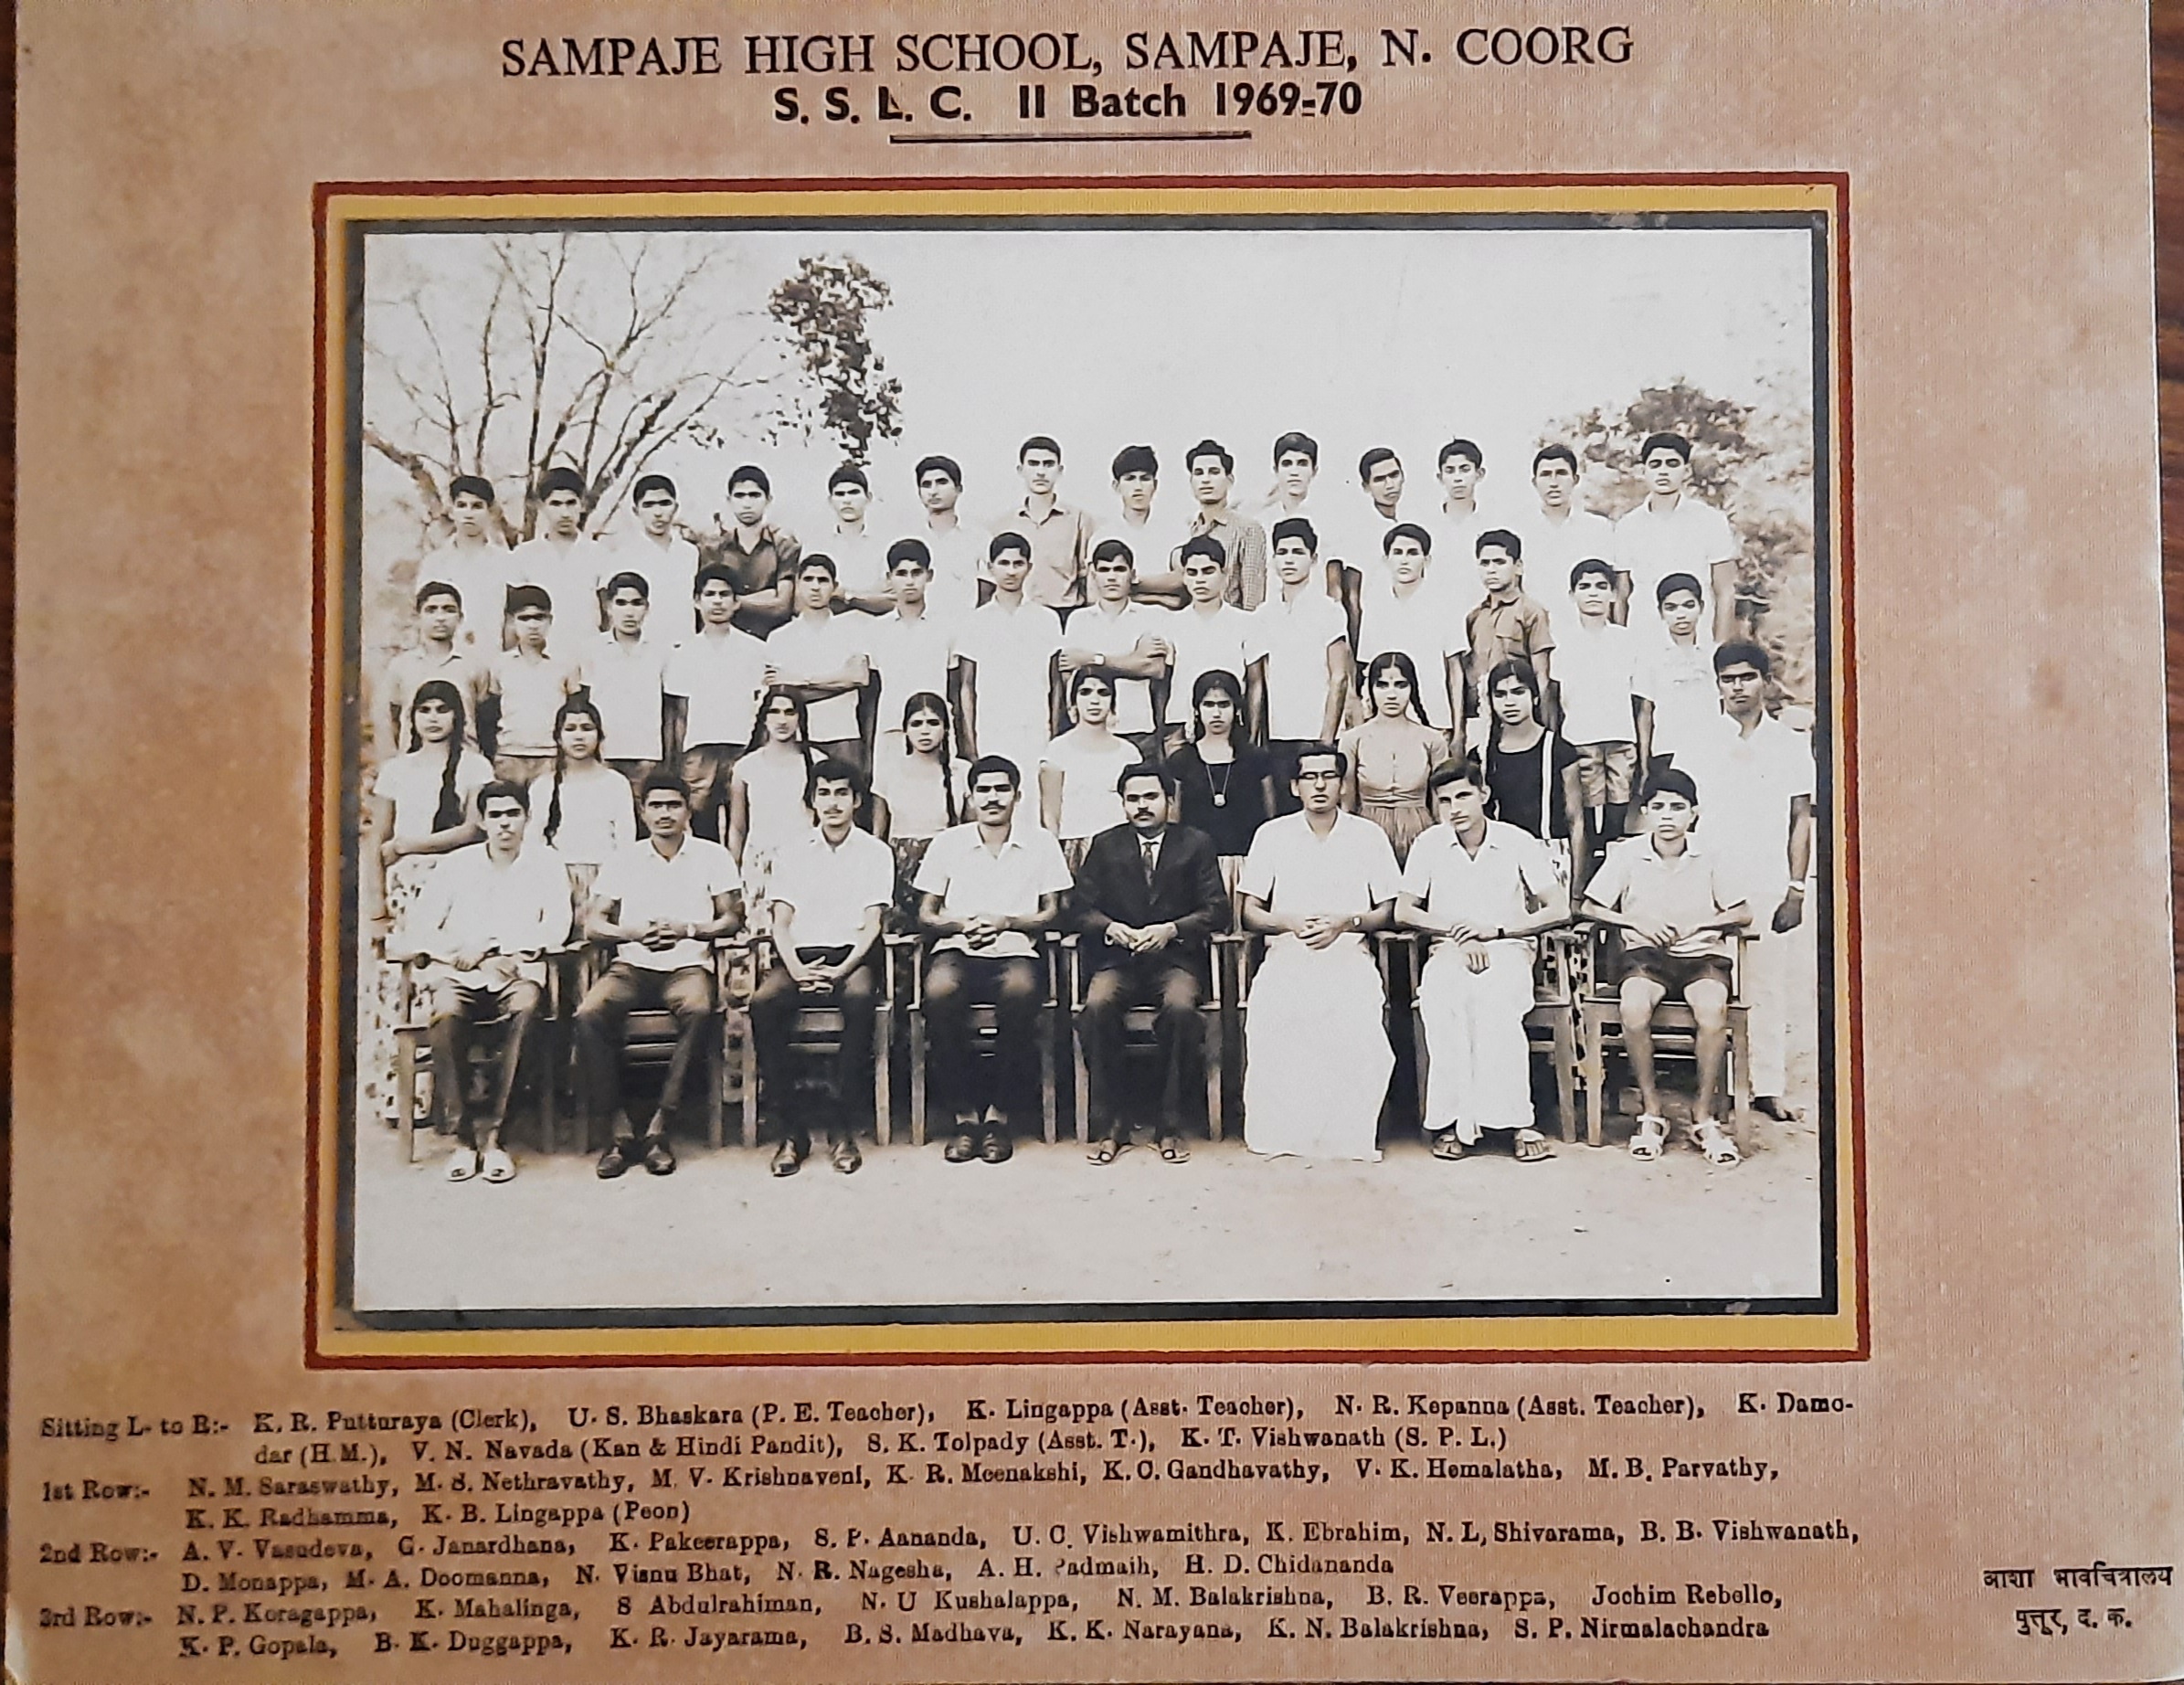 SAMPAJE HIGH SCHOOL, SAMPAJE, N. COORG
S. S. L. C. II Batch 1969-70
Sitting L- to R:- K. R. Putturaya (Clerk), U. S. Bhaskara (P. E. Teacher), K. Lingappa (Asst. Teacher), N. R. Kepanna (Asst. Teacher), K. Damo-
dar (H.M.), V. N. Navada (Kan & Hindi Pandit), S. K. Tolpady (Asst. T.), K. T. Vishwanath (S. P. L.)
1st Row:- N. M. Saraswathy, M. S. Nethravathy, M. V. Krishnaveni, K. R. Meenakshi, K. C. Gandhavathy, V. K. Hemalatha, M. B. Parvathy,
K. K. Radhamma, K. B. Lingappa (Peon)
2nd Row:- A. V. Vasudeva, G. Janardhana, K. Pakeerappa, S. P. Aananda, U. C. Vishwamithra, K. Ebrahim, N. L, Shivarama, B. B. Vishwanath,
D. Monappa, M. A. Doomanna, N. Visnu Bhat, N. R. Nagesha, A. H. Padmaih, H. D. Chidananda
3rd Row:- N. P. Koragappa, K. Mahalinga, S Abdulrahiman, N. U Kushalappa, N. M. Balakrishna, B. R. Veerappa, Jochim Rebello,
K. P. Gopala, B. K. Duggappa, K. R. Jayarama, B. S. Madhava, K. K. Narayana, K. N. Balakrishna, S. P. Nirmalachandra
आशा भावचित्रालय
पुत्तूर, द. क.